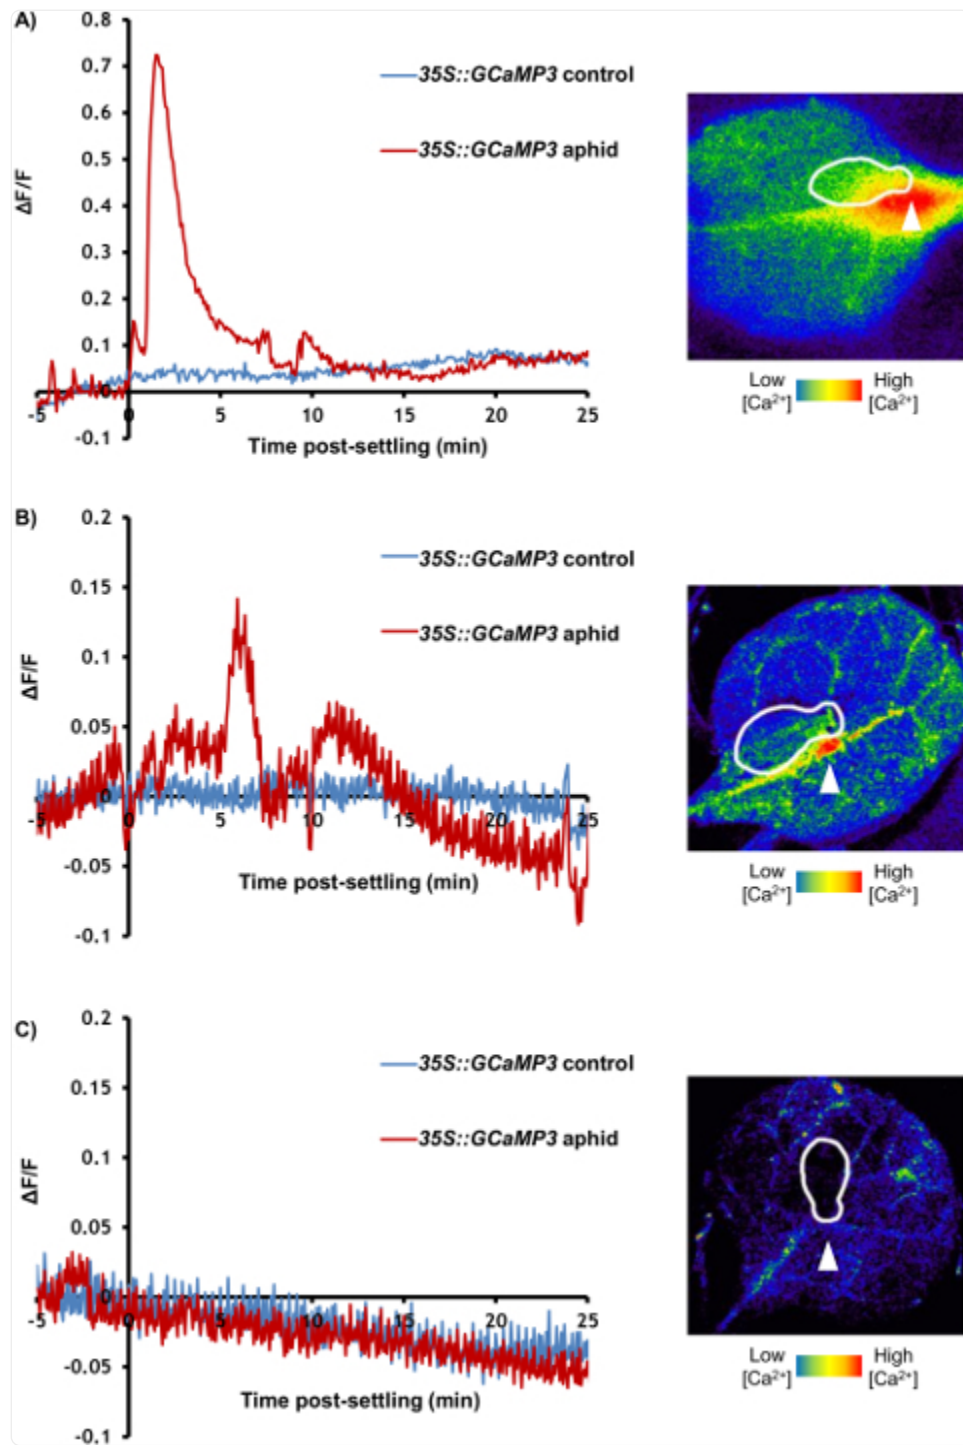 A)
0.8
0.7
0.6
0.5
0.4
0.3
0.2
0.1
0
-0.1
ΔF/F
-5 0 5 10 15 20 25
Time post-settling (min)
35S::GCaMP3 control
35S::GCaMP3 aphid
Low High
[Ca²⁺] [Ca²⁺]
B)
0.2
0.15
0.1
0.05
0
-0.05
-0.1
ΔF/F
-5 0 5 10 15 20 25
Time post-settling (min)
35S::GCaMP3 control
35S::GCaMP3 aphid
Low High
[Ca²⁺] [Ca²⁺]
C)
0.2
0.15
0.1
0.05
0
-0.05
-0.1
ΔF/F
-5 0 5 10 15 20 25
Time post-settling (min)
35S::GCaMP3 control
35S::GCaMP3 aphid
Low High
[Ca²⁺] [Ca²⁺]